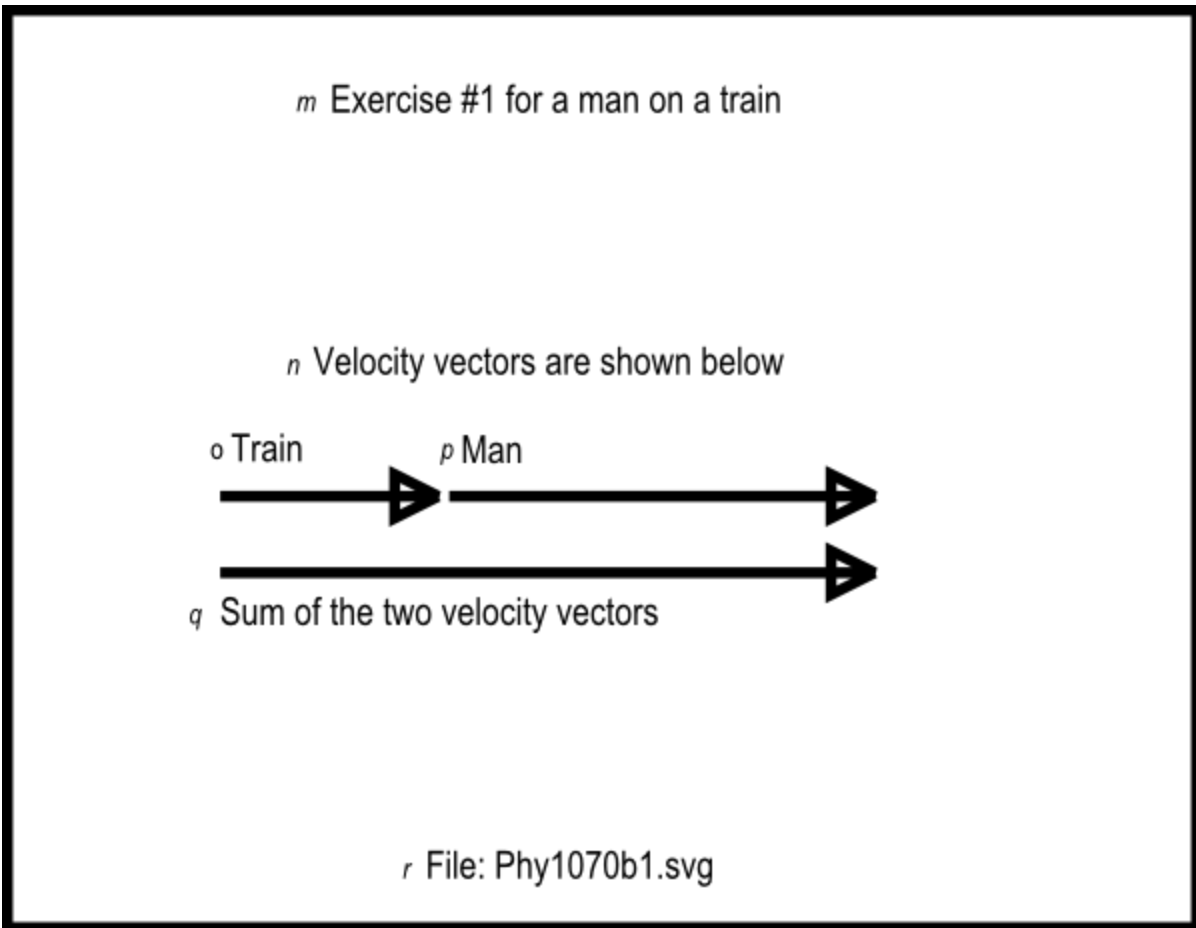 m Exercise #1 for a man on a train
n Velocity vectors are shown below
o Train p Man
q Sum of the two velocity vectors
r File: Phy1070b1.svg